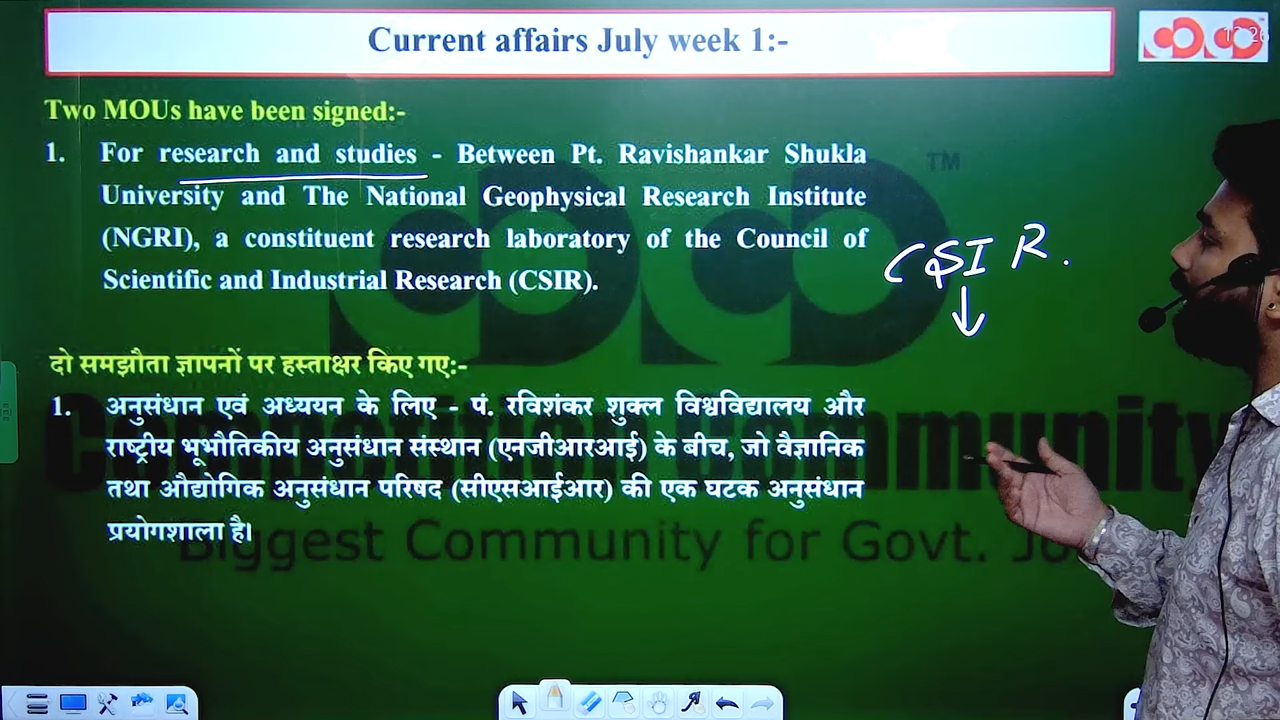 Current affairs July week 1:-
Two MOUs have been signed:-
1. For research and studies - Between Pt. Ravishankar Shukla
University and The National Geophysical Research Institute
(NGRI), a constituent research laboratory of the Council of
Scientific and Industrial Research (CSIR).
CSIR.
दो समझौता ज्ञापनों पर हस्ताक्षर किए गए:-
1. अनुसंधान एवं अध्ययन के लिए - पं. रविशंकर शुक्ल विश्वविद्यालय और
राष्ट्रीय भूभौतिकीय अनुसंधान संस्थान (एनजीआरआई) के बीच, जो वैज्ञानिक
तथा औद्योगिक अनुसंधान परिषद (सीएसआईआर) की एक घटक अनुसंधान
प्रयोगशाला है।
TM
Competition Community
Biggest Community for Govt.